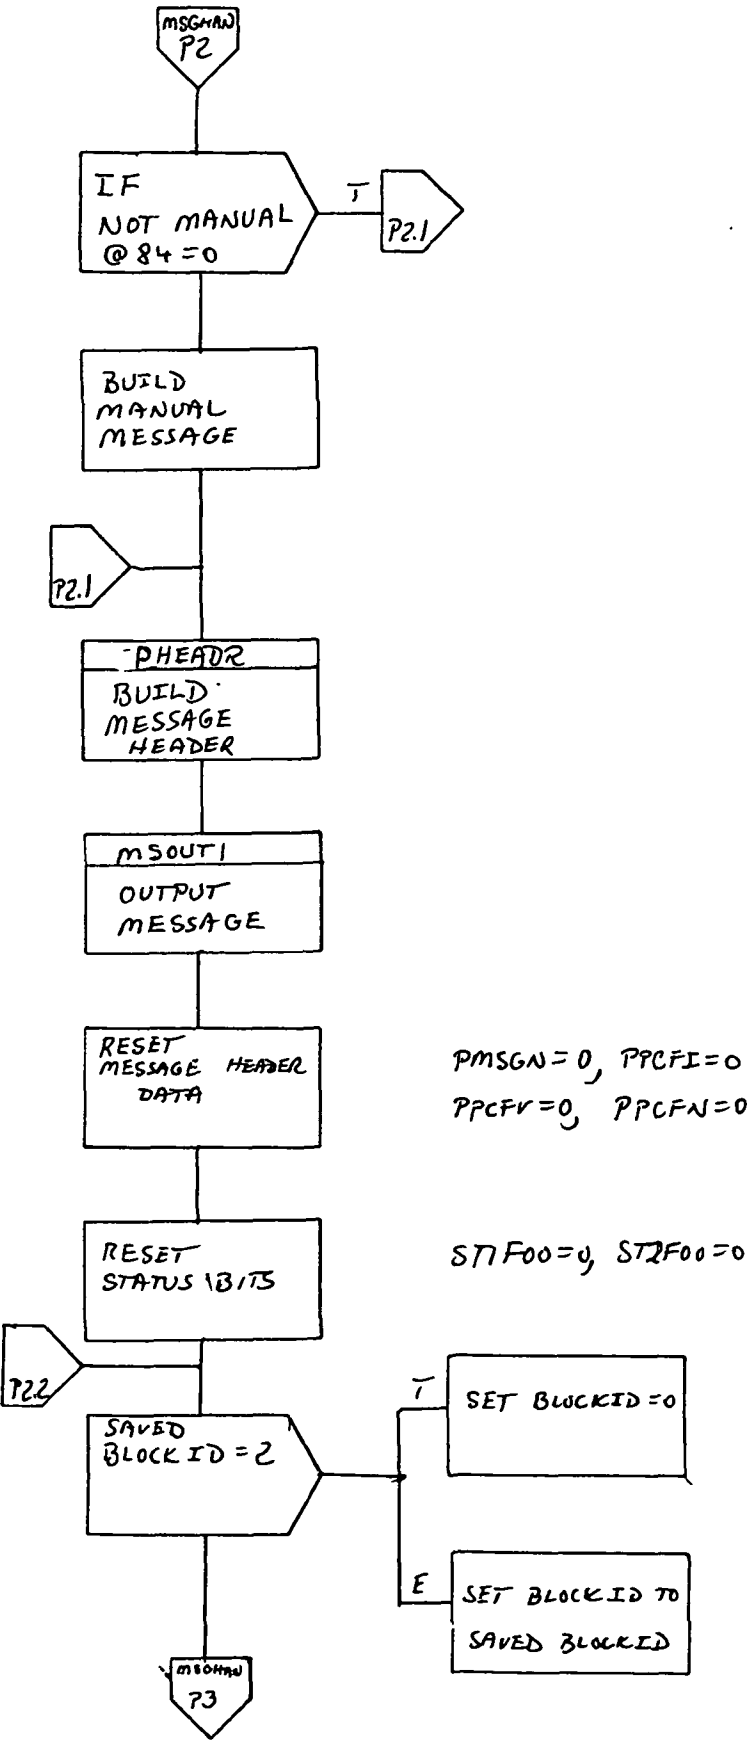 MSGHAN
P2
IF
NOT MANUAL
@ 84 = 0
T
P2.1
BUILD
MANUAL
MESSAGE
P2.1
PHEADR
BUILD
MESSAGE
HEADER
MSOUT1
OUTPUT
MESSAGE
RESET
MESSAGE HEADER
DATA
PMSGN = 0, PPCFI = 0
PPCFV = 0, PPCFN = 0
RESET
STATUS BITS
ST1F00 = 0, ST2F00 = 0
P2.2
SAVED
BLOCK ID = 2
T
SET BLOCKID = 0
E
SET BLOCKID TO
SAVED BLOCKID
MSGHAN
P3